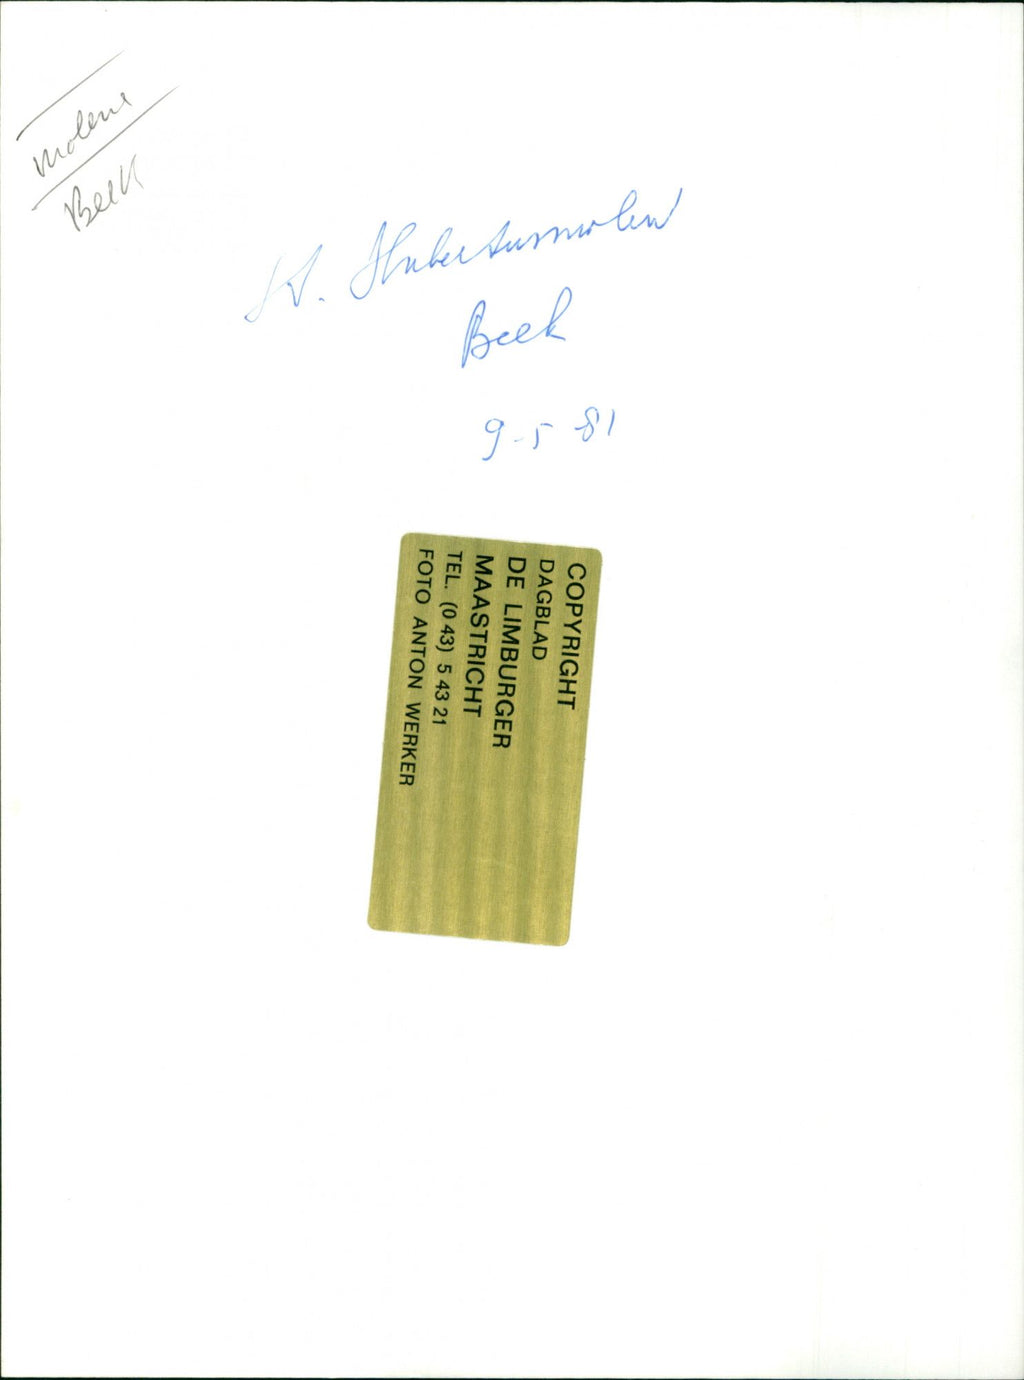 molens
Beek
St. Hubertusmolen
Beek
9-5-81
COPYRIGHT
DAGBLAD
DE LIMBURGER
MAASTRICHT
TEL. (0 43) 5 43 21
FOTO ANTON WERKER